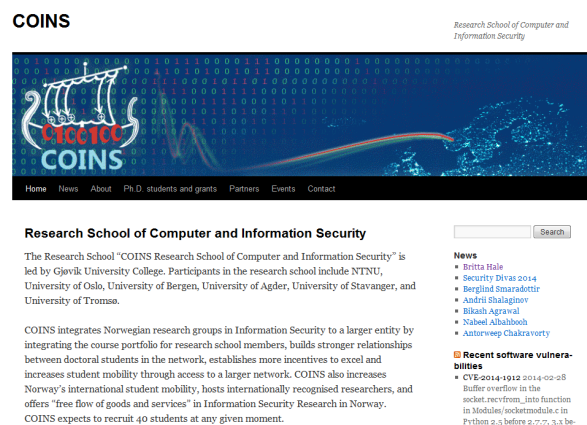 COINS
Research School of Computer and
Information Security
COINS
Home News About Ph.D. students and grants Partners Events Contact
Research School of Computer and Information Security
The Research School “COINS Research School of Computer and Information Security” is
led by Gjøvik University College. Participants in the research school include NTNU,
University of Oslo, University of Bergen, University of Agder, University of Stavanger, and
University of Tromsø.
COINS integrates Norwegian research groups in Information Security to a larger entity by
integrating the course portfolio for research school members, builds stronger relationships
between doctoral students in the network, establishes more incentives to excel and
increases student mobility through access to a larger network. COINS also increases
Norway's international student mobility, hosts internationally recognised researchers, and
offers “free flow of goods and services” in Information Security Research in Norway.
COINS expects to recruit 40 students at any given moment.
Search
News
Britta Hale
Security Divas 2014
Berglind Smaradottir
Andrii Shalaginov
Bikash Agrawal
Nabeel Albahbooh
Antorweep Chakravorty
Recent software vulnera-
bilities
CVE-2014-1912 2014-02-28
Buffer overflow in the
socket.recvfrom_into function
in Modules/socketmodule.c in
Python 2.5 before 2.7.7, 3.x be-